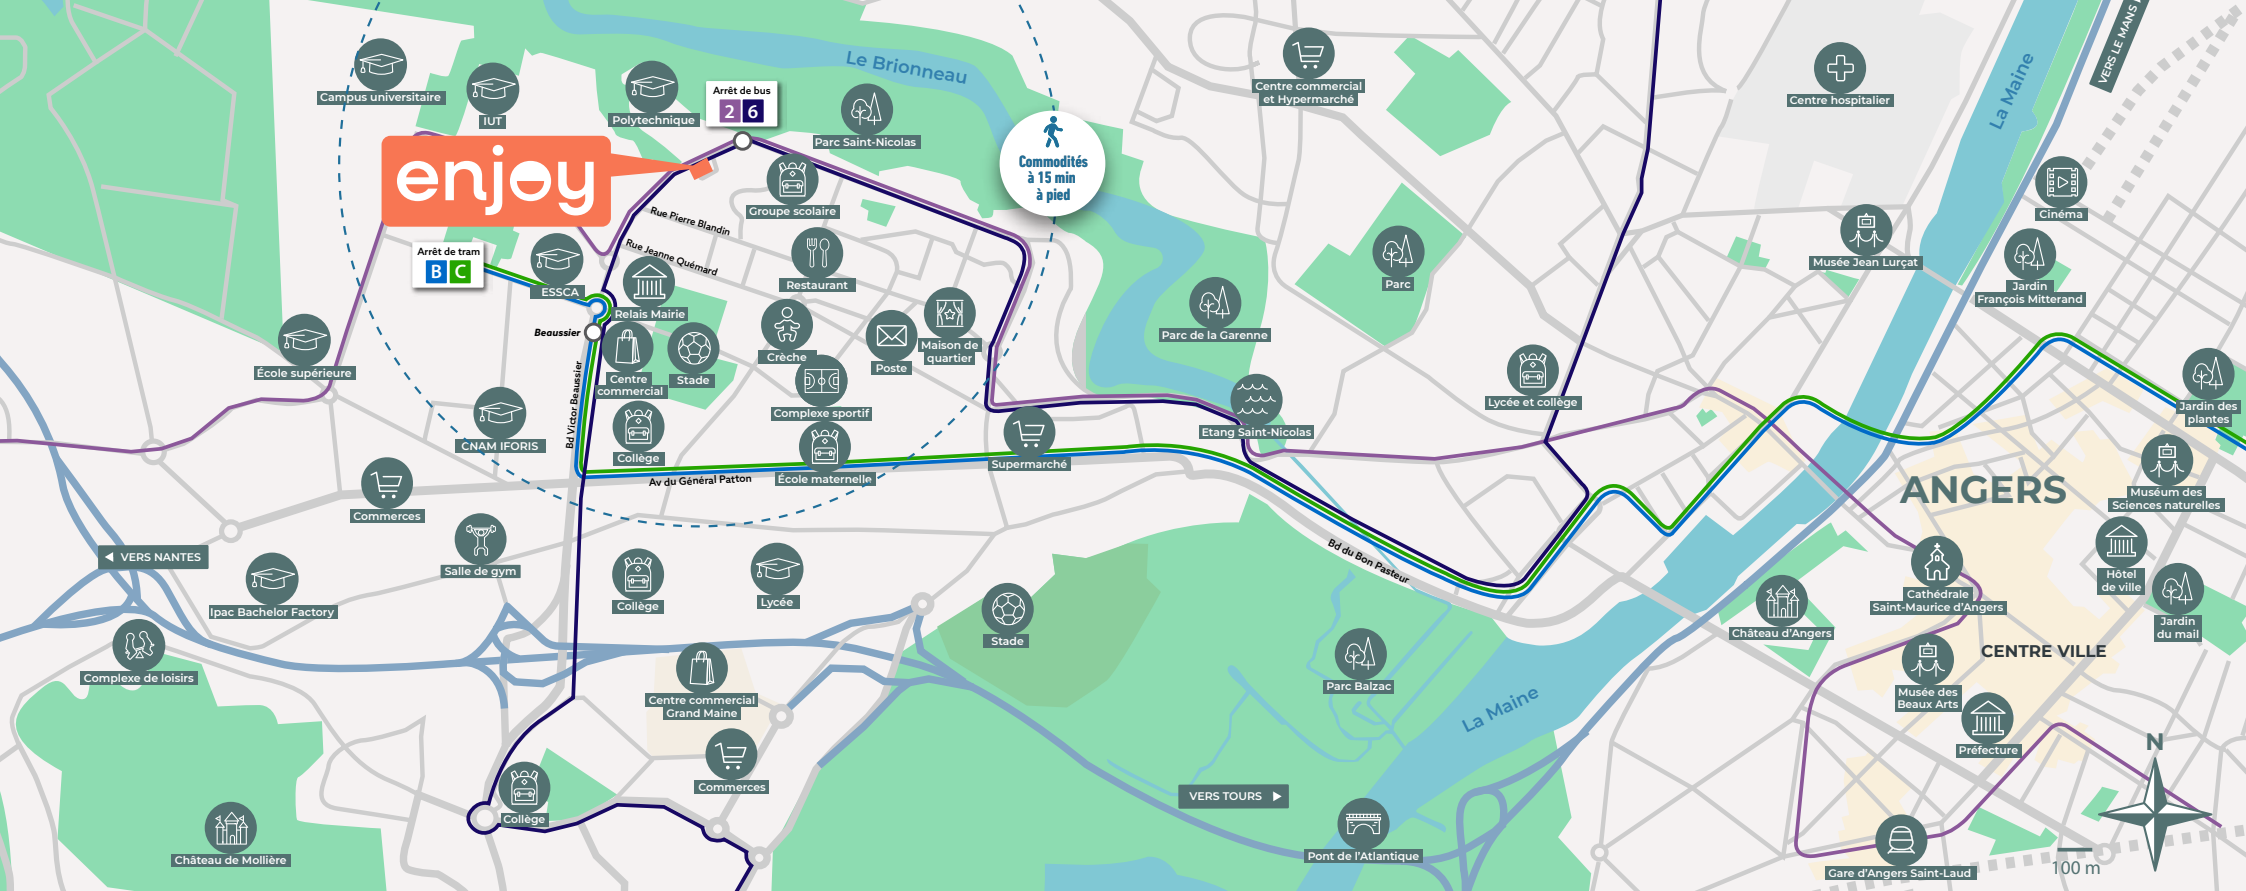 Le Brionneau
Campus universitaire
IUT
Polytechnique
Arrêt de bus
2 6
Parc Saint-Nicolas
Centre commercial
et Hypermarché
Centre hospitalier
La Maine
VERS LE MANS
enjoy
Commodités
à 15 min
à pied
Groupe scolaire
Cinéma
Rue Pierre Blandin
Rue Jeanne Quémard
Arrêt de tram
B C
ESSCA
Relais Mairie
Restaurant
Parc
Musée Jean Lurçat
Jardin
François Mitterand
Beaussier
Bd Victor Beaussier
Centre
commercial
Stade
Crèche
Poste
Maison de
quartier
Parc de la Garenne
École supérieure
Complexe sportif
Lycée et collège
Jardin des
plantes
CNAM IFORIS
Collège
École maternelle
Supermarché
Etang Saint-Nicolas
Av du Général Patton
ANGERS
Muséum des
Sciences naturelles
Commerces
VERS NANTES
Salle de gym
Bd du Bon Pasteur
Hôtel
de ville
Ipac Bachelor Factory
Collège
Lycée
Stade
Cathédrale
Saint-Maurice d'Angers
Château d'Angers
Jardin
du mail
Complexe de loisirs
CENTRE VILLE
Parc Balzac
La Maine
Centre commercial
Grand Maine
Musée des
Beaux Arts
Préfecture
N
Commerces
VERS TOURS
Collège
Château de Mollière
Pont de l'Atlantique
Gare d'Angers Saint-Laud
100 m